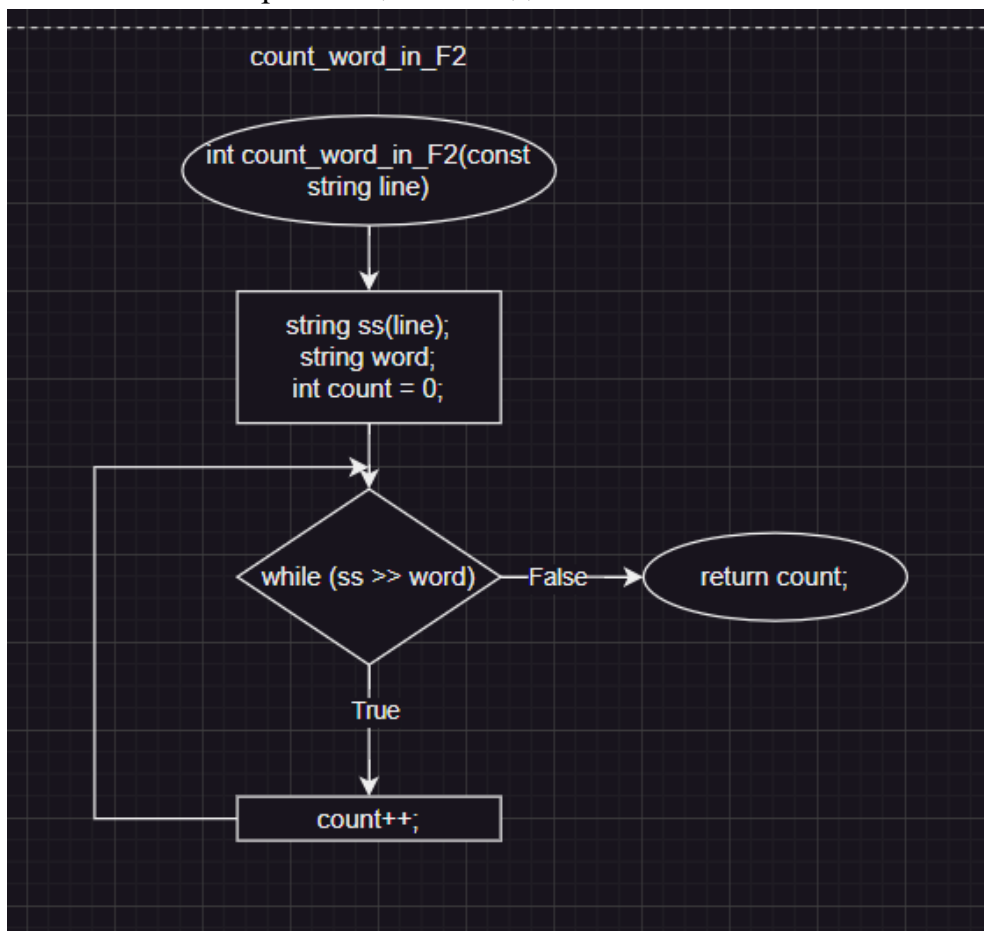 count_word_in_F2
int count_word_in_F2(const
string line)
string ss(line);
string word;
int count = 0;
while (ss >> word)
False
return count;
True
count++;